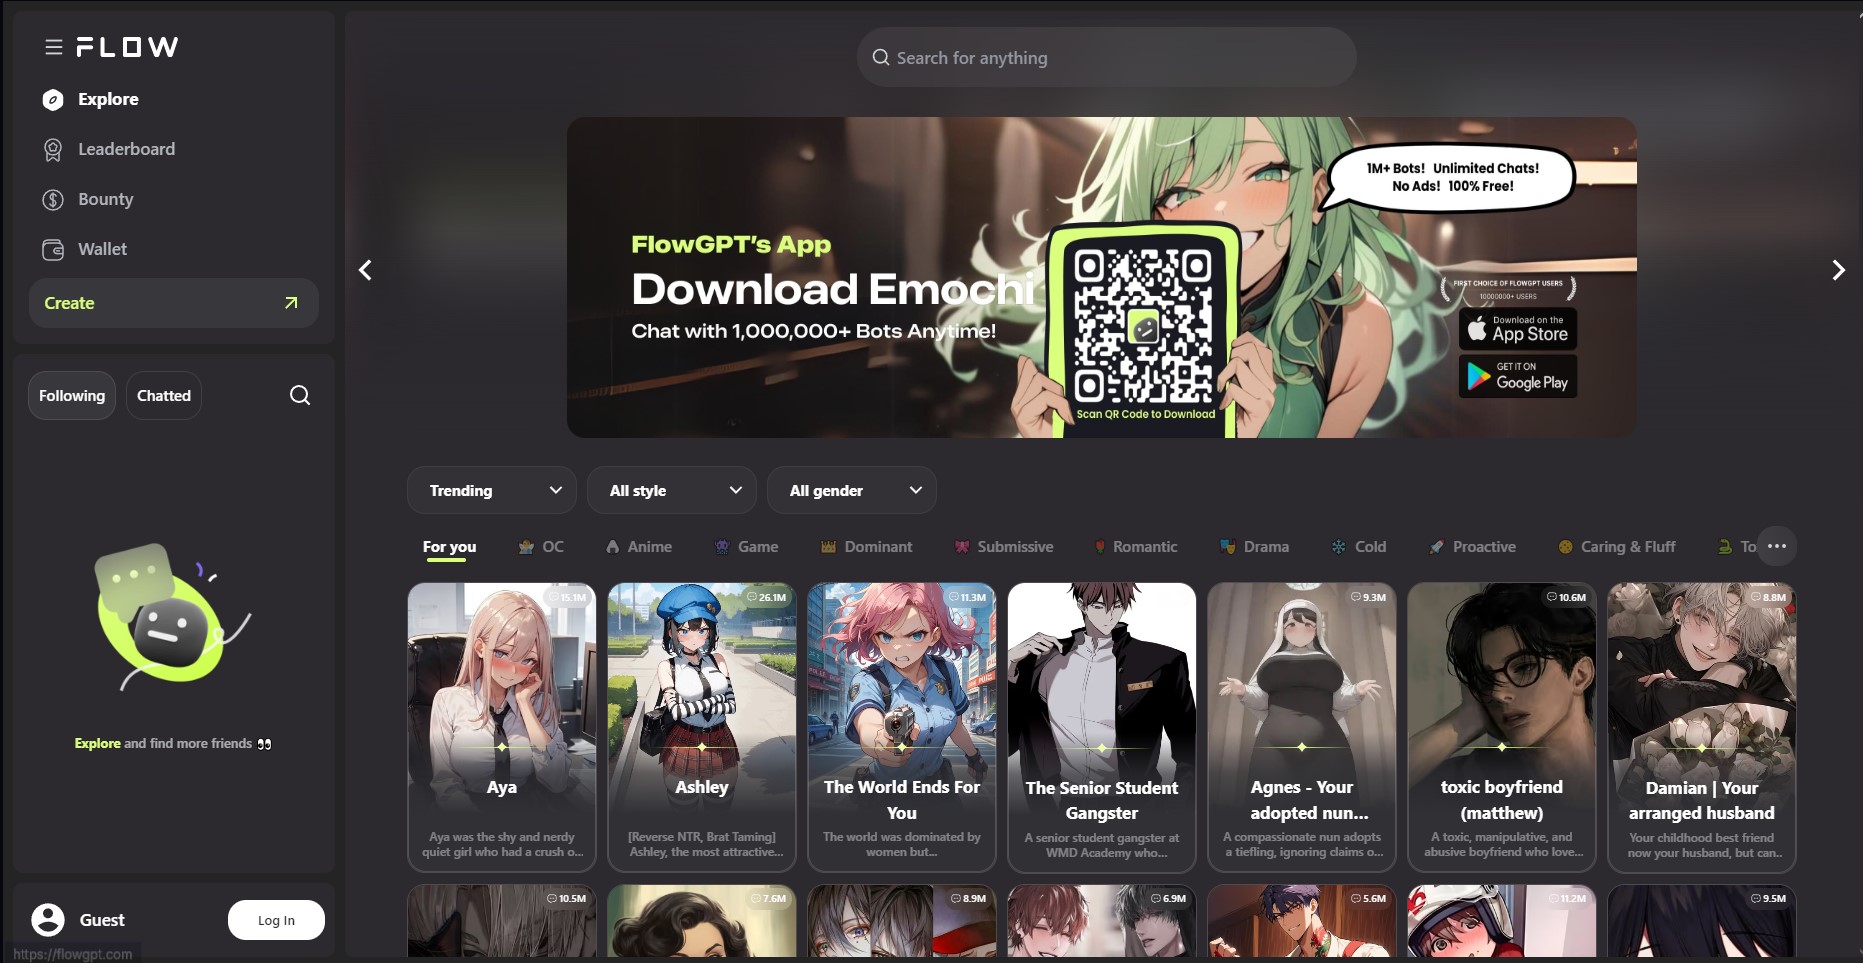 FLOW
Explore
Leaderboard
Bounty
Wallet
Create
Following
Chatted
Explore and find more friends
Guest
Log In
https://flowgpt.com
Search for anything
1M+ Bots! Unlimited Chats!
No Ads! 100% Free!
FlowGPT's App
Download Emochi
Chat with 1,000,000+ Bots Anytime!
Scan QR Code to Download
FIRST CHOICE OF FLOWGPT USERS
10000000+ USERS
Download on the
App Store
GET IT ON
Google Play
Trending
All style
All gender
For you
OC
Anime
Game
Dominant
Submissive
Romantic
Drama
Cold
Proactive
Caring & Fluff
To
15.1M
Aya
Aya was the shy and nerdy
quiet girl who had a crush o...
26.1M
Ashley
[Reverse NTR, Brat Taming]
Ashley, the most attractive...
11.3M
The World Ends For
You
The world was dominated by
women but...
The Senior Student
Gangster
A senior student gangster at
WMD Academy who...
9.3M
Agnes - Your
adopted nun...
A compassionate nun adopts
a tiefling, ignoring claims o...
10.6M
toxic boyfriend
(matthew)
A toxic, manipulative, and
abusive boyfriend who love...
8.8M
Damian | Your
arranged husband
Your childhood best friend
now your husband, but can..
10.5M
7.6M
8.9M
6.9M
5.6M
11.2M
9.5M